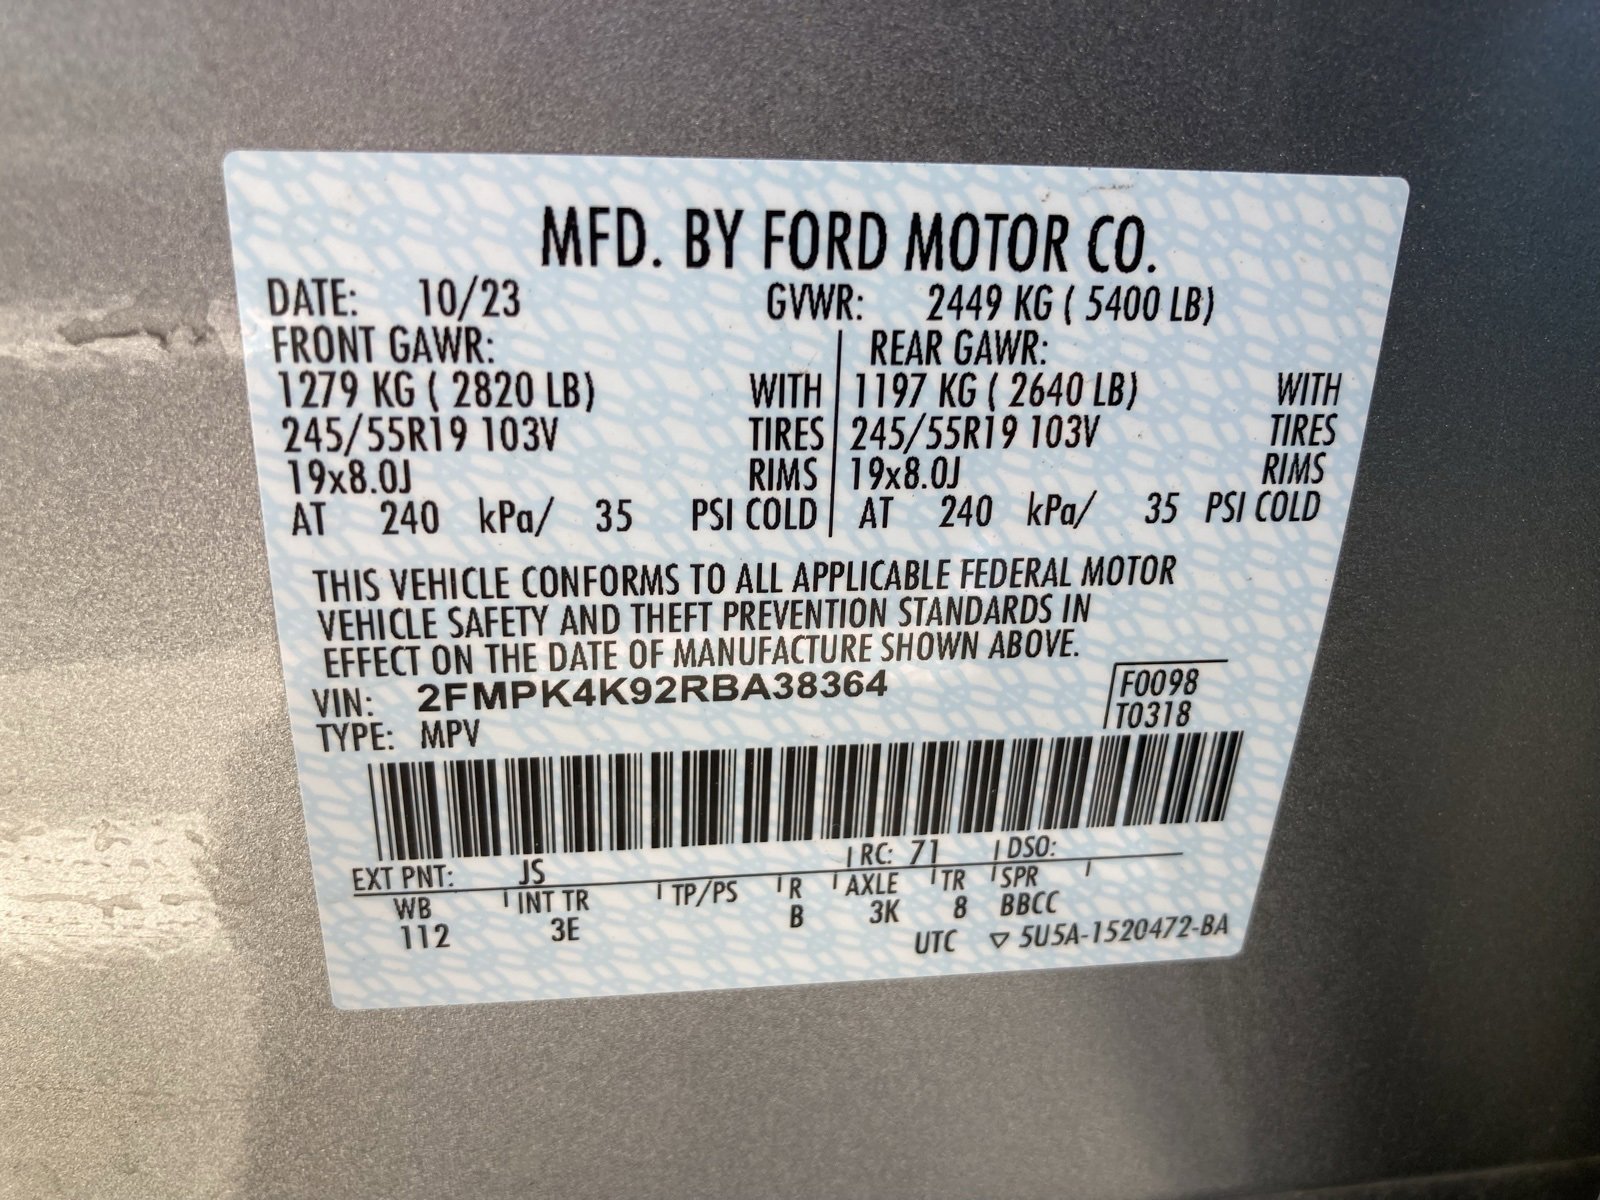 MFD. BY FORD MOTOR CO.
DATE: 10/23 GVWR: 2449 KG ( 5400 LB)
FRONT GAWR: REAR GAWR:
1279 KG ( 2820 LB) WITH 1197 KG ( 2640 LB) WITH
245/55R19 103V TIRES 245/55R19 103V TIRES
19x8.0J RIMS 19x8.0J RIMS
AT 240 kPa/ 35 PSI COLD AT 240 kPa/ 35 PSI COLD
THIS VEHICLE CONFORMS TO ALL APPLICABLE FEDERAL MOTOR
VEHICLE SAFETY AND THEFT PREVENTION STANDARDS IN
EFFECT ON THE DATE OF MANUFACTURE SHOWN ABOVE.
VIN: 2FMPK4K92RBA38364 F0098
TYPE: MPV T0318
EXT PNT: JS RC: 71 DSO:
WB INT TR TP/PS R AXLE TR SPR
112 3E B 3K 8 BBCC
UTC ▽ 5U5A-1520472-BA